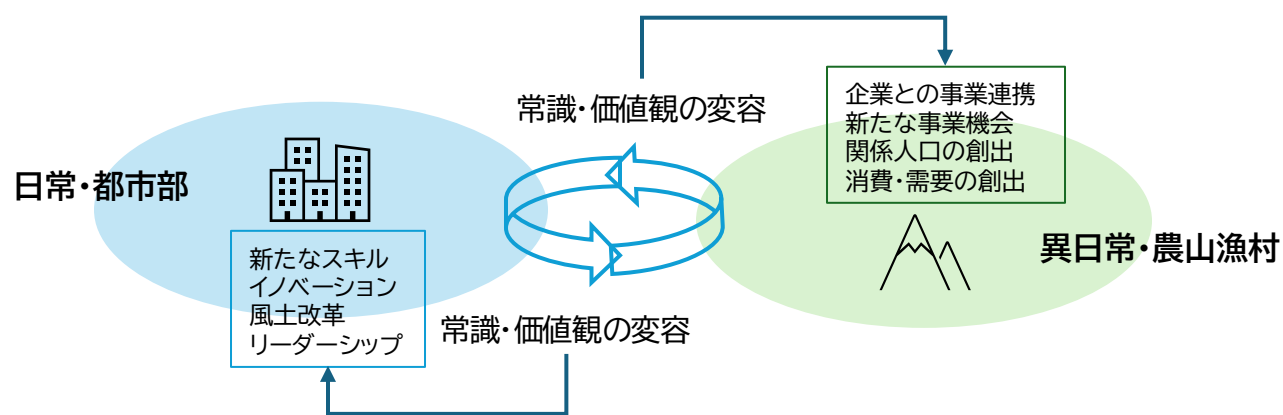 常識・価値観の変容
企業との事業連携
新たな事業機会
関係人口の創出
消費・需要の創出
日常・都市部
異日常・農山漁村
新たなスキル
イノベーション
風土改革
リーダーシップ
常識・価値観の変容